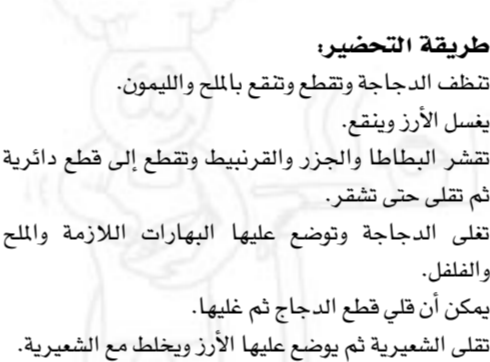 طريقة التحضير:
تنظف الدجاجة وتقطع وتنقع بالملح والليمون.
يغسل الأرز وينقع.
تقشر البطاطا والجزر والقرنبيط وتقطع إلى قطع دائرية
ثم تقلى حتى تشقر.
تغلى الدجاجة وتوضع عليها البهارات اللازمة والملح
والفلفل.
يمكن أن قلي قطع الدجاج ثم غليها.
تقلى الشعيرية ثم يوضع عليها الأرز ويخلط مع الشعيرية.